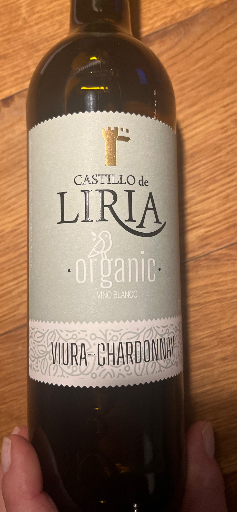 CASTILLO de
LIRIA
·organic·
VINO BLANCO
VIURA-CHARDONNAY